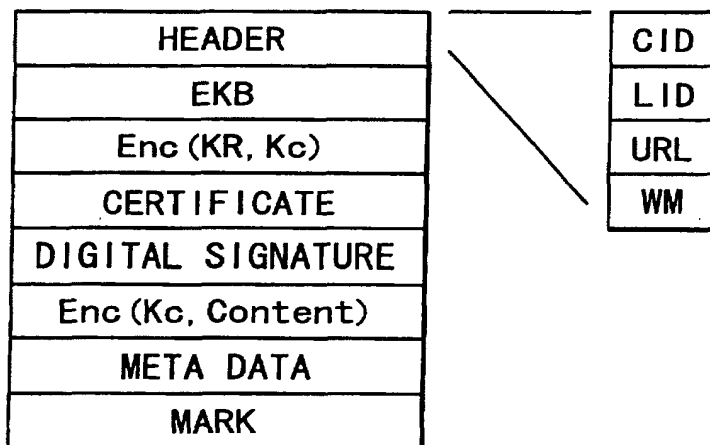 HEADER
EKB
Enc(KR, Kc)
CERTIFICATE
DIGITAL SIGNATURE
Enc(Kc, Content)
META DATA
MARK
CID
LID
URL
WM